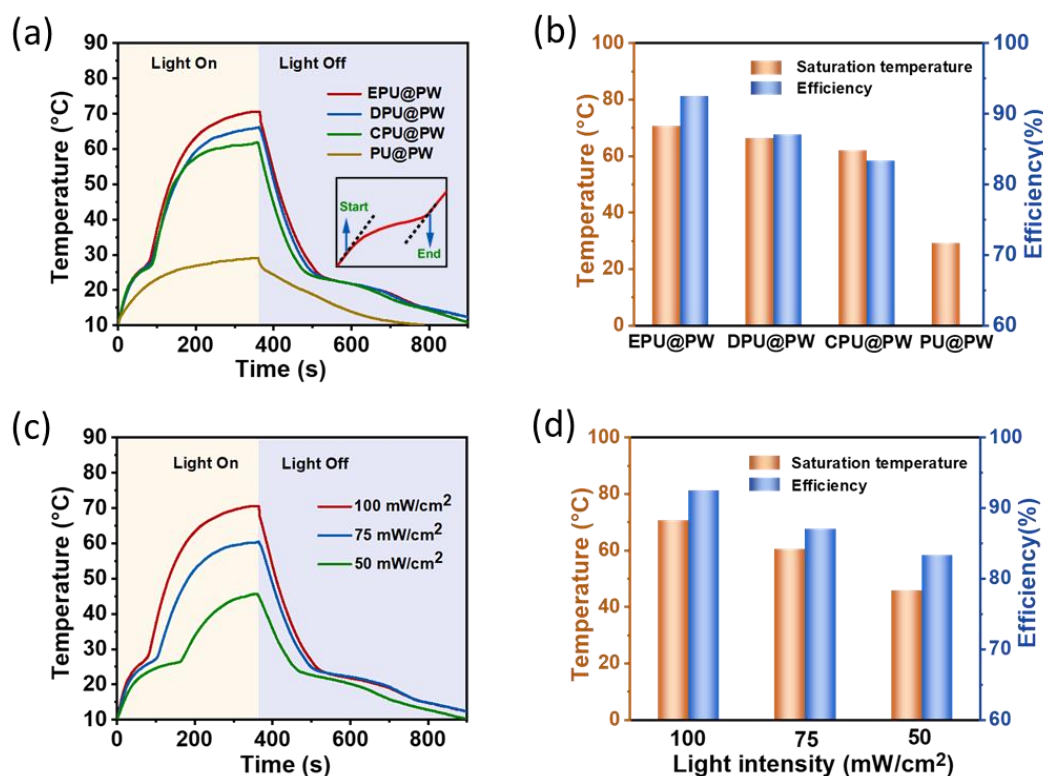 (a)
90
80
70
60
50
40
30
20
10
Temperature (°C)
Light On
Light Off
EPU@PW
DPU@PW
CPU@PW
PU@PW
Start
End
0
200
400
600
800
Time (s)
(b)
100
80
60
40
20
0
Temperature (°C)
Saturation temperature
Efficiency
100
90
80
70
60
Efficiency(%)
EPU@PW
DPU@PW
CPU@PW
PU@PW
(c)
90
80
70
60
50
40
30
20
10
Temperature (°C)
Light On
Light Off
100 mW/cm²
75 mW/cm²
50 mW/cm²
0
200
400
600
800
Time (s)
(d)
100
80
60
40
20
0
Temperature (°C)
Saturation temperature
Efficiency
100
90
80
70
60
Efficiency(%)
100
75
50
Light intensity (mW/cm²)